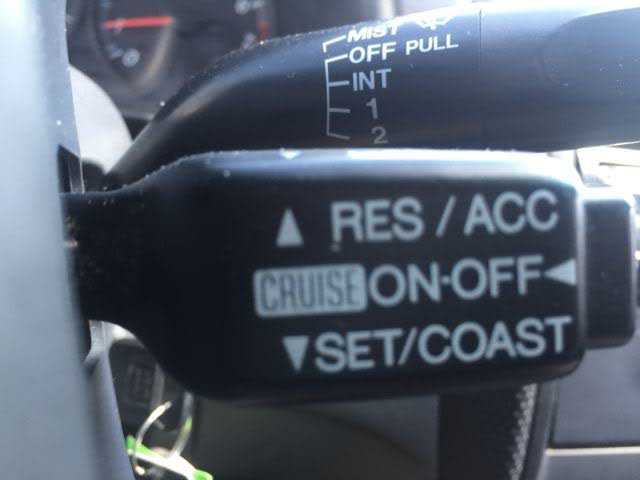 MIST
OFF PULL
INT
1
2
▲ RES / ACC
CRUISE ON·OFF ◀
▼ SET/COAST